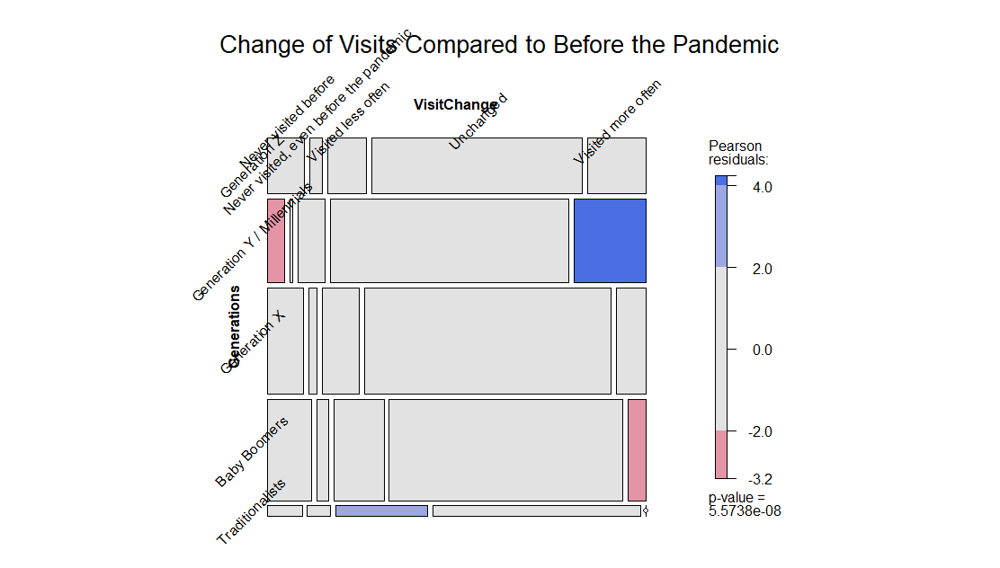 Change of Visits Compared to Before the Pandemic
VisitChange
Never visited before
Never visited, even before the pandemic
Visited less often
Unchanged
Visited more often
Generations
Generation Z
Generation Y / Millennials
Generation X
Baby Boomers
Traditionalists
Pearson
residuals:
4.0
2.0
0.0
-2.0
-3.2
p-value =
5.5738e-08